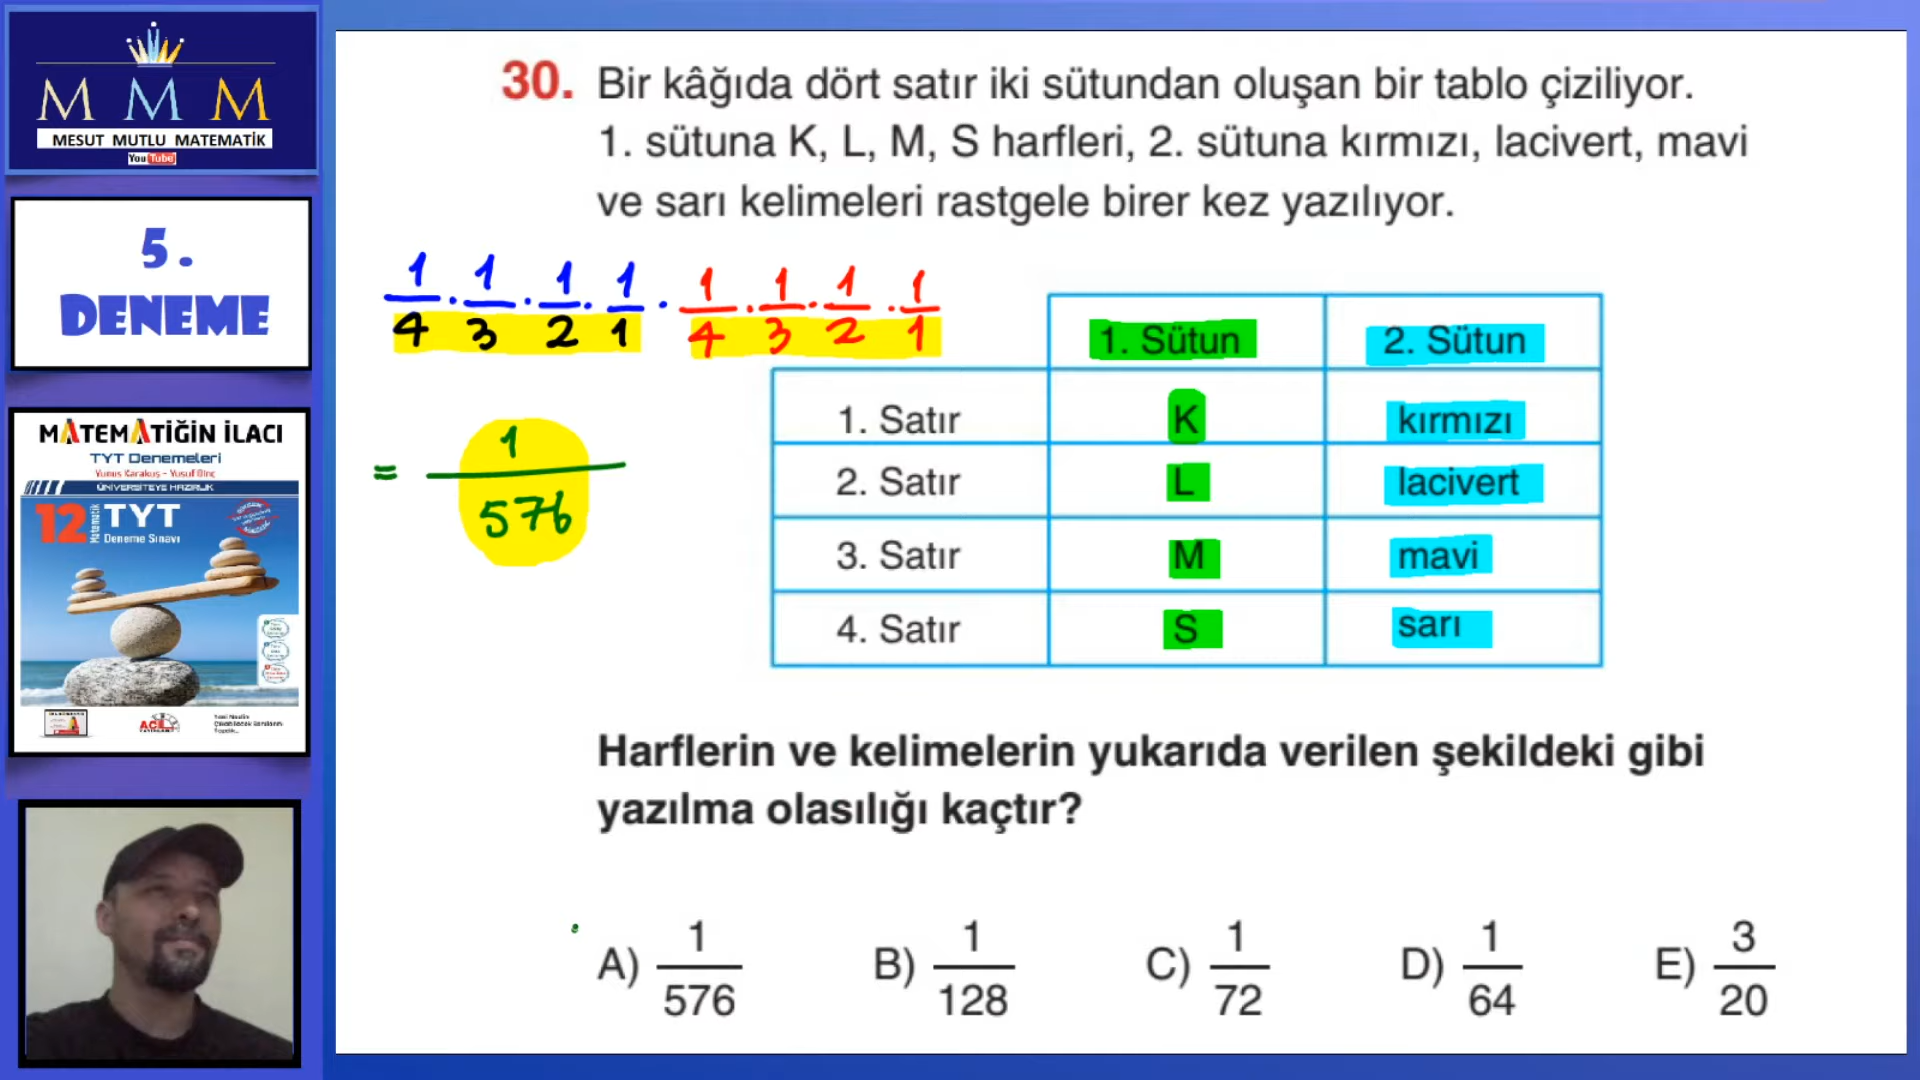 M M M
MESUT MUTLU MATEMATİK
YouTube
5.
DENEME
MATEMATİĞİN İLACI
TYT Denemeleri
Yunus Karakuş - Yusuf Dinç
ÜNİVERSİTEYE HAZIRLIK
12 Matematik TYT
Deneme Sınavı
30. Bir kâğıda dört satır iki sütundan oluşan bir tablo çiziliyor.
1. sütuna K, L, M, S harfleri, 2. sütuna kırmızı, lacivert, mavi
ve sarı kelimeleri rastgele birer kez yazılıyor.
1/4 . 1/3 . 1/2 . 1/1 . 1/4 . 1/3 . 1/2 . 1/1
= 1/576
1. Sütun 2. Sütun
1. Satır K kırmızı
2. Satır L lacivert
3. Satır M mavi
4. Satır S sarı
Harflerin ve kelimelerin yukarıda verilen şekildeki gibi
yazılma olasılığı kaçtır?
A) 1/576 B) 1/128 C) 1/72 D) 1/64 E) 3/20